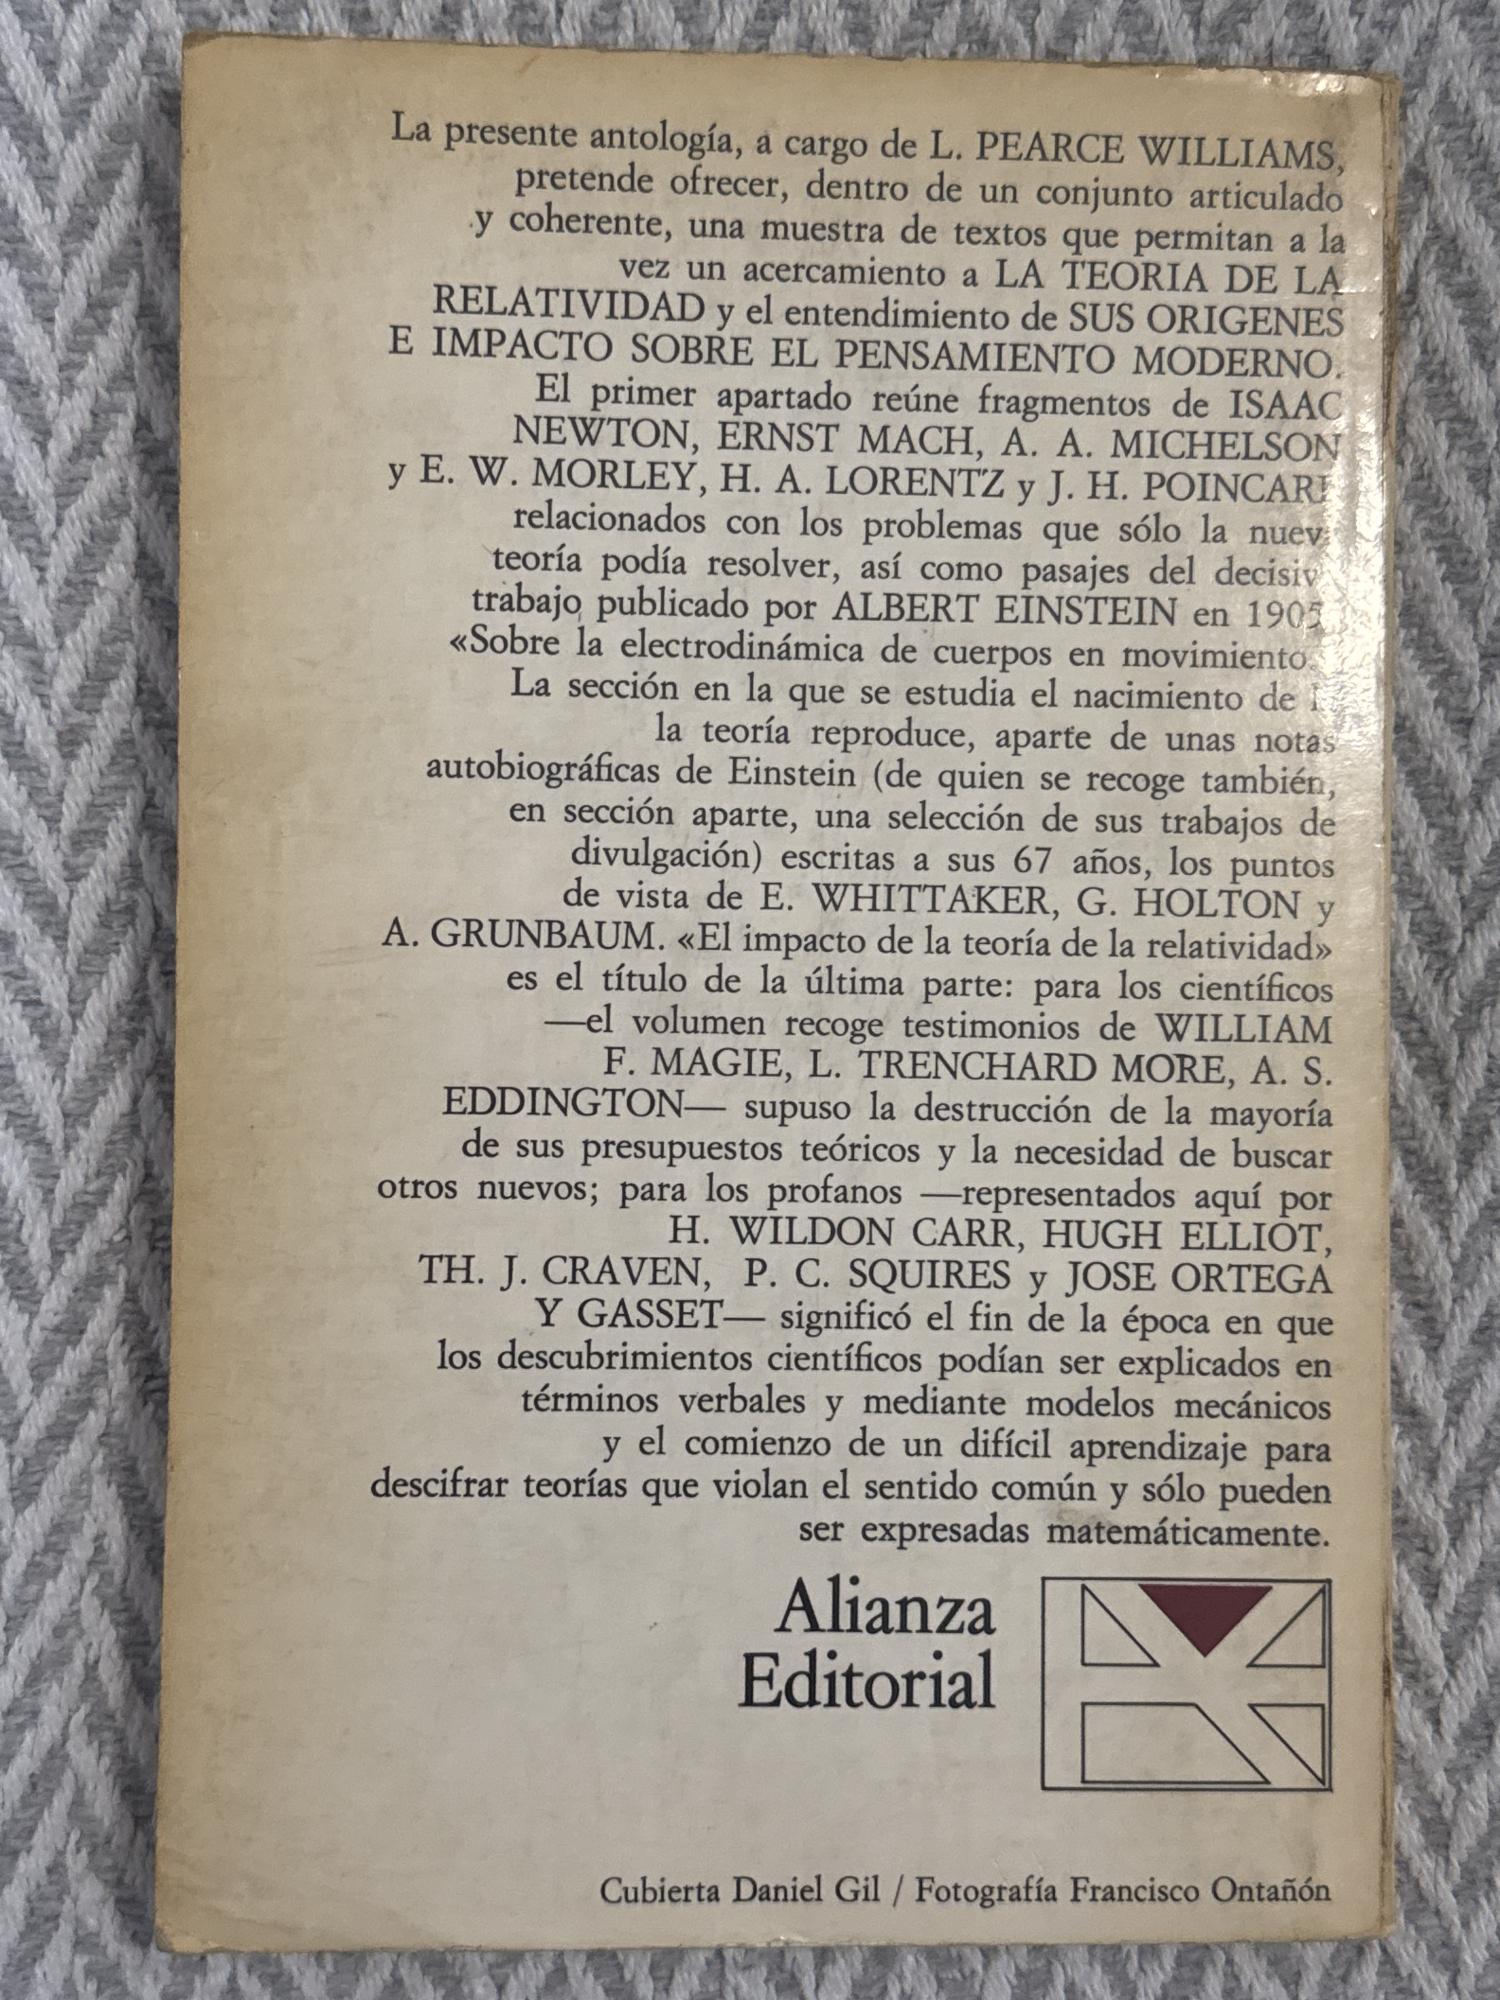 La presente antología, a cargo de L. PEARCE WILLIAMS,
pretende ofrecer, dentro de un conjunto articulado
y coherente, una muestra de textos que permitan a la
vez un acercamiento a LA TEORIA DE LA
RELATIVIDAD y el entendimiento de SUS ORIGENES
E IMPACTO SOBRE EL PENSAMIENTO MODERNO.
El primer apartado reúne fragmentos de ISAAC
NEWTON, ERNST MACH, A. A. MICHELSON
y E. W. MORLEY, H. A. LORENTZ y J. H. POINCARE
relacionados con los problemas que sólo la nueva
teoría podía resolver, así como pasajes del decisivo
trabajo publicado por ALBERT EINSTEIN en 1905
«Sobre la electrodinámica de cuerpos en movimiento
La sección en la que se estudia el nacimiento de
la teoría reproduce, aparte de unas notas
autobiográficas de Einstein (de quien se recoge también,
en sección aparte, una selección de sus trabajos de
divulgación) escritas a sus 67 años, los puntos
de vista de E. WHITTAKER, G. HOLTON y
A. GRUNBAUM. «El impacto de la teoría de la relatividad»
es el título de la última parte: para los científicos
—el volumen recoge testimonios de WILLIAM
F. MAGIE, L. TRENCHARD MORE, A. S.
EDDINGTON— supuso la destrucción de la mayoría
de sus presupuestos teóricos y la necesidad de buscar
otros nuevos; para los profanos —representados aquí por
H. WILDON CARR, HUGH ELLIOT,
TH. J. CRAVEN, P. C. SQUIRES y JOSE ORTEGA
Y GASSET— significó el fin de la época en que
los descubrimientos científicos podían ser explicados en
términos verbales y mediante modelos mecánicos
y el comienzo de un difícil aprendizaje para
descifrar teorías que violan el sentido común y sólo pueden
ser expresadas matemáticamente.
Alianza
Editorial
Cubierta Daniel Gil / Fotografía Francisco Ontañón